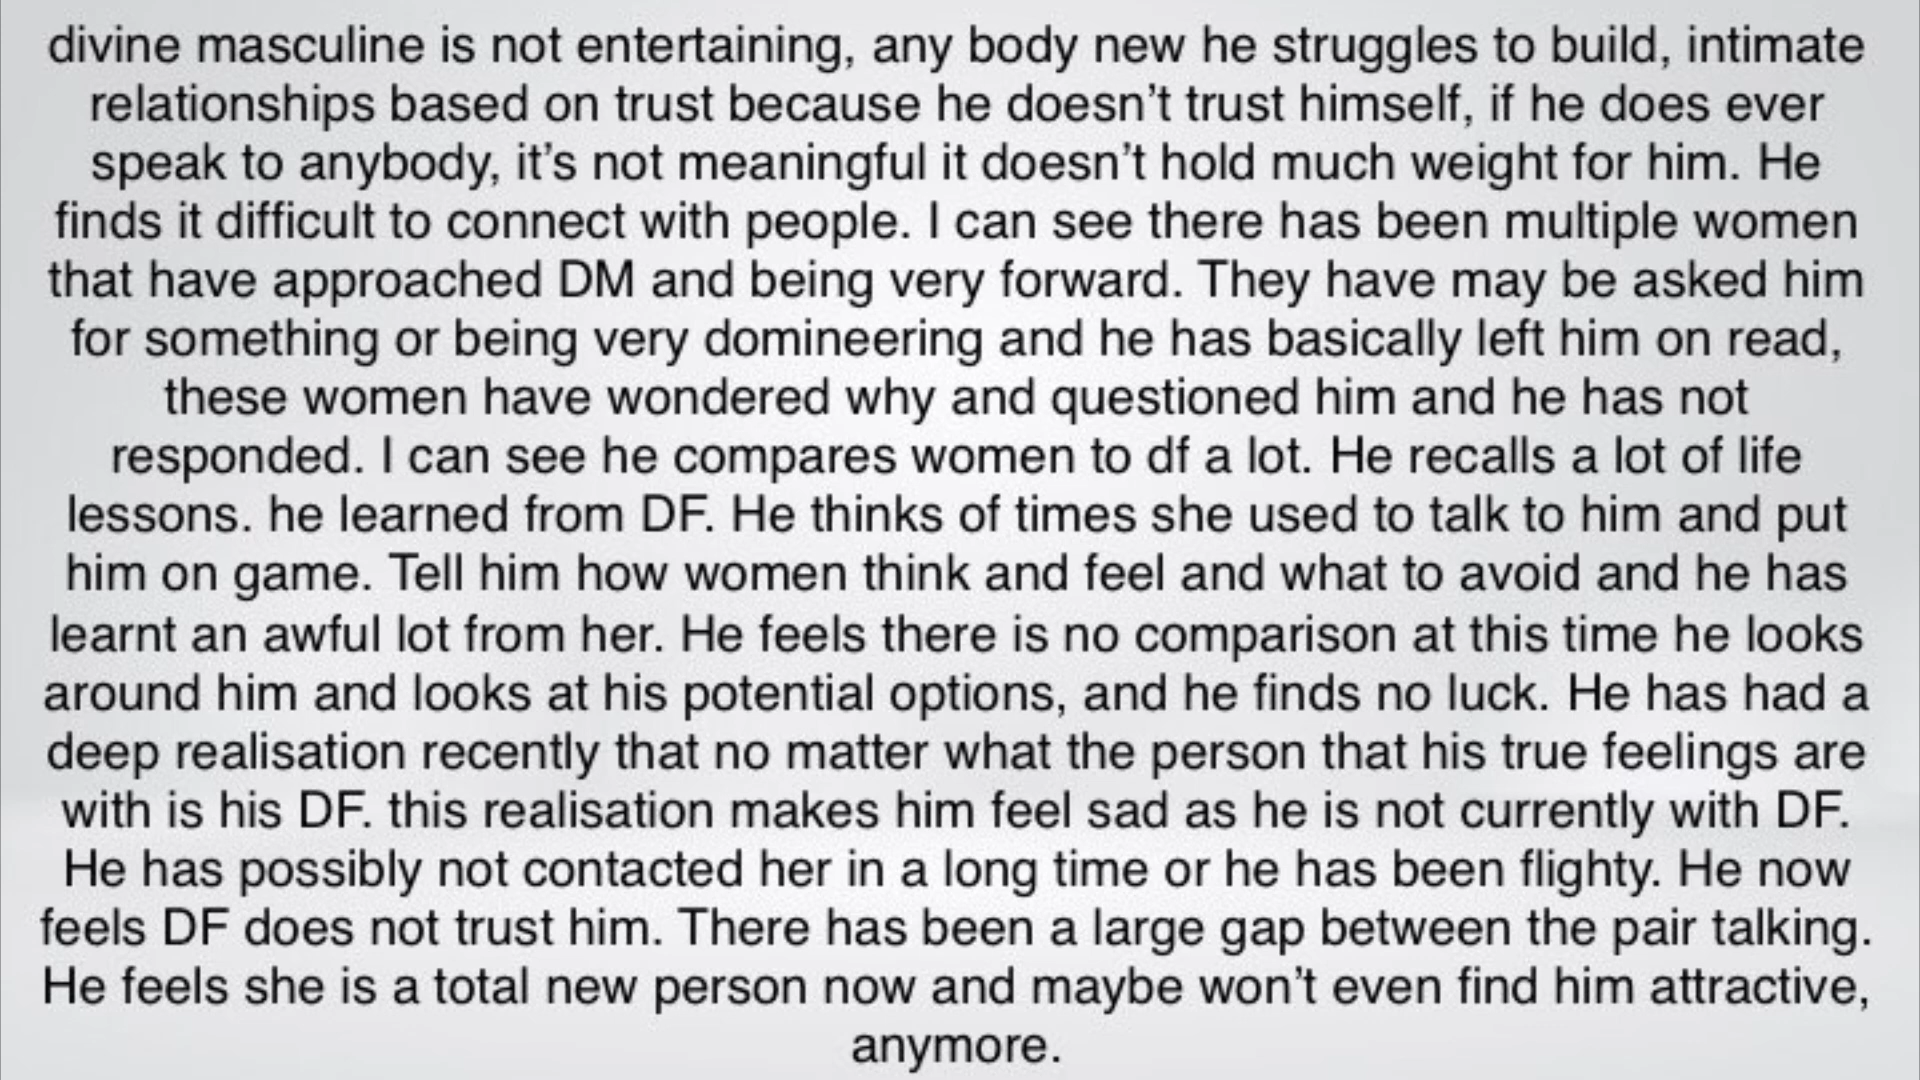 divine masculine is not entertaining, any body new he struggles to build, intimate
relationships based on trust because he doesn't trust himself, if he does ever
speak to anybody, it's not meaningful it doesn't hold much weight for him. He
finds it difficult to connect with people. I can see there has been multiple women
that have approached DM and being very forward. They have may be asked him
for something or being very domineering and he has basically left him on read,
these women have wondered why and questioned him and he has not
responded. I can see he compares women to df a lot. He recalls a lot of life
lessons. he learned from DF. He thinks of times she used to talk to him and put
him on game. Tell him how women think and feel and what to avoid and he has
learnt an awful lot from her. He feels there is no comparison at this time he looks
around him and looks at his potential options, and he finds no luck. He has had a
deep realisation recently that no matter what the person that his true feelings are
with is his DF. this realisation makes him feel sad as he is not currently with DF.
He has possibly not contacted her in a long time or he has been flighty. He now
feels DF does not trust him. There has been a large gap between the pair talking.
He feels she is a total new person now and maybe won't even find him attractive,
anymore.